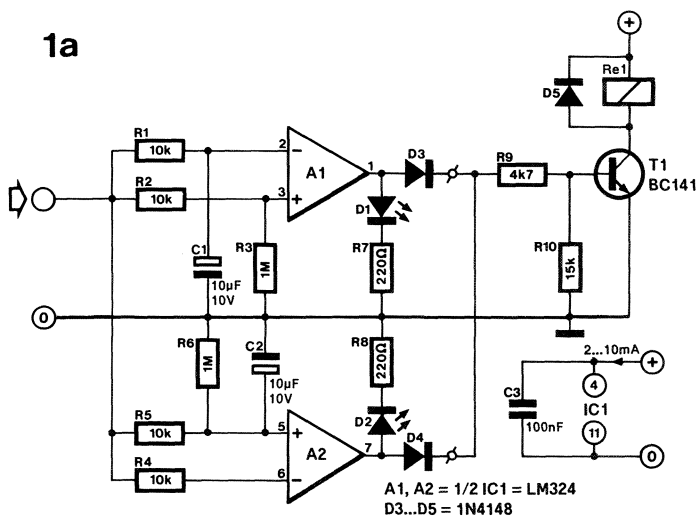 1a
+
Re1
D5
R1
10k
2
−
A1
1
D3
R9
4k7
T1
BC141
R2
10k
3
+
D1
C1
10µF
10V
R3
1M
R7
220Ω
R10
15k
0
R6
1M
C2
10µF
10V
R8
220Ω
2...10mA
+
C3
100nF
4
IC1
11
0
R5
10k
5
+
D2
A2
7
D4
R4
10k
6
−
A1, A2 = 1/2 IC1 = LM324
D3...D5 = 1N4148